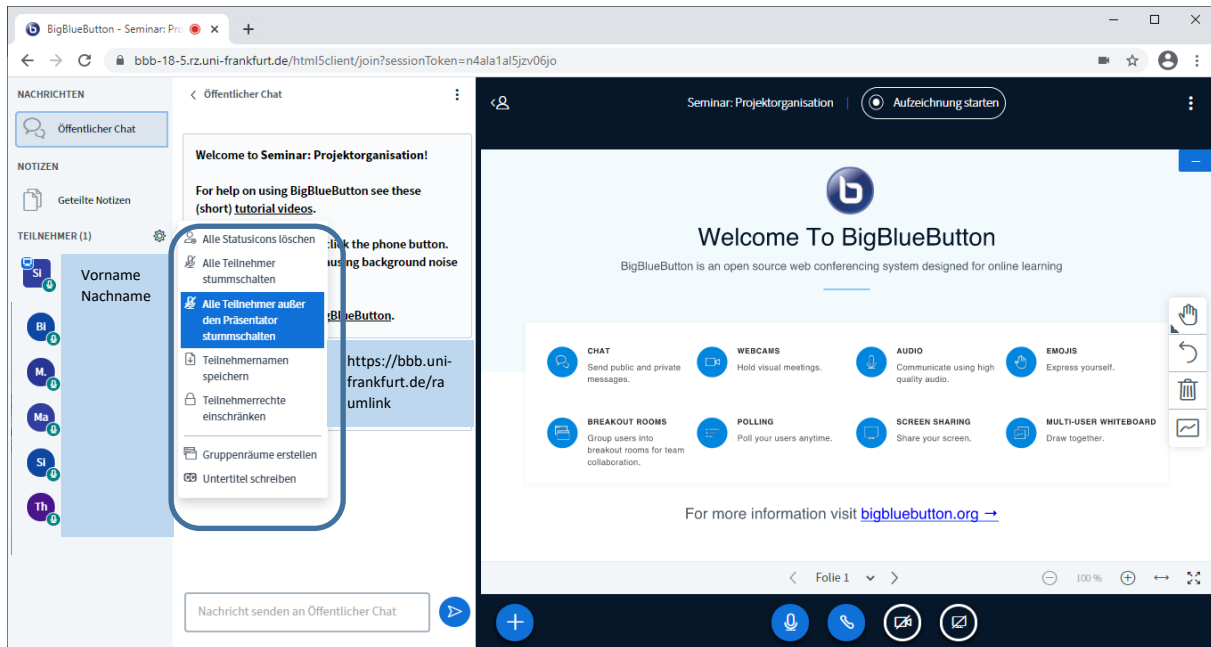 BigBlueButton - Seminar: Pro
bbb-18-5.rz.uni-frankfurt.de/html5client/join?sessionToken=n4ala1al5jzv06jo
NACHRICHTEN
Öffentlicher Chat
NOTIZEN
Geteilte Notizen
TEILNEHMER (1)
Si
Vorname
Nachname
BI
M.
Ma
Si
Th
Öffentlicher Chat
Welcome to Seminar: Projektorganisation!
For help on using BigBlueButton see these
(short) tutorial videos.
click the phone button.
using background noise
gBlueButton.
Alle Statusicons löschen
Alle Teilnehmer
stummschalten
Alle Teilnehmer außer
den Präsentator
stummschalten
Teilnehmernamen
speichern
Teilnehmerrechte
einschränken
Gruppenräume erstellen
Untertitel schreiben
https://bbb.uni-
frankfurt.de/ra
umlink
Nachricht senden an Öffentlicher Chat
Seminar: Projektorganisation
Aufzeichnung starten
Welcome To BigBlueButton
BigBlueButton is an open source web conferencing system designed for online learning
CHAT
Send public and private
messages.
WEBCAMS
Hold visual meetings.
AUDIO
Communicate using high
quality audio.
EMOJIS
Express yourself.
BREAKOUT ROOMS
Group users into
breakout rooms for team
collaboration.
POLLING
Poll your users anytime.
SCREEN SHARING
Share your screen.
MULTI-USER WHITEBOARD
Draw together.
For more information visit bigbluebutton.org →
Folie 1
100 %